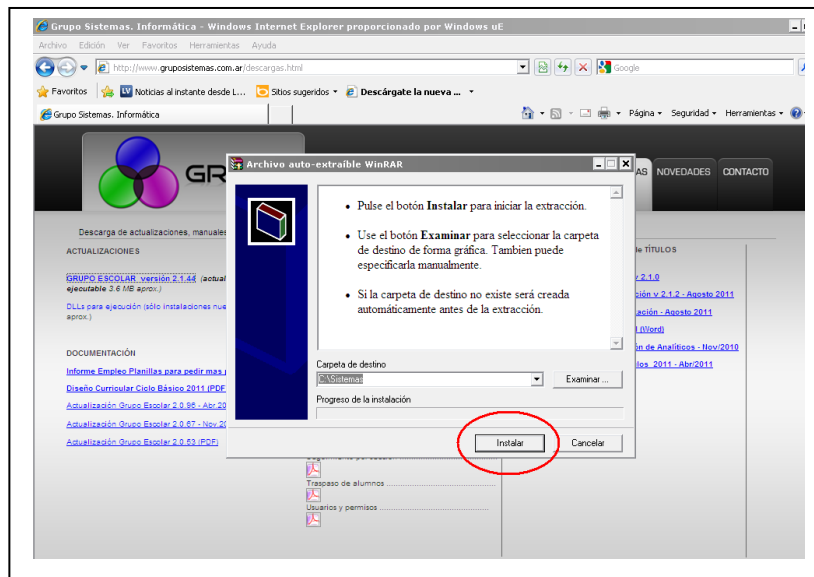 Grupo Sistemas. Informática - Windows Internet Explorer proporcionado por Windows uE
Archivo Edición Ver Favoritos Herramientas Ayuda
http://www.gruposistemas.com.ar/descargas.html
Google
Favoritos
Noticias al instante desde L...
Sitios sugeridos
Descárgate la nueva ...
Grupo Sistemas. Informática
Página
Seguridad
Herramientas
GR
AS
NOVEDADES
CONTACTO
Archivo auto-extraíble WinRAR
• Pulse el botón Instalar para iniciar la extracción.
• Use el botón Examinar para seleccionar la carpeta
de destino de forma gráfica. Tambien puede
especificarla manualmente.
• Si la carpeta de destino no existe será creada
automáticamente antes de la extracción.
Carpeta de destino
C:\Sistemas
Examinar ...
Progreso de la instalación
Instalar
Cancelar
Descarga de actualizaciones, manuales
ACTUALIZACIONES
GRUPO ESCOLAR versión 2.1.44 (actual
ejecutable 3.6 MB aprox.)
DLLs para ejecución (sólo instalaciones nue
aprox.)
DOCUMENTACIÓN
Informe Empleo Planillas para pedir mas
Diseño Curricular Ciclo Básico 2011 (PDF
Actualización Grupo Escolar 2.0.96 - Abr 20
Actualización Grupo Escolar 2.0.67 - Nov 20
Actualización Grupo Escolar 2.0.53 (PDF)
Traspaso de alumnos
Usuarios y permisos
le TÍTULOS
v 2.1.0
ción v 2.1.2 - Agosto 2011
ación - Agosto 2011
l (Word)
ón de Analíticos - Nov/2010
los 2011 - Abr/2011